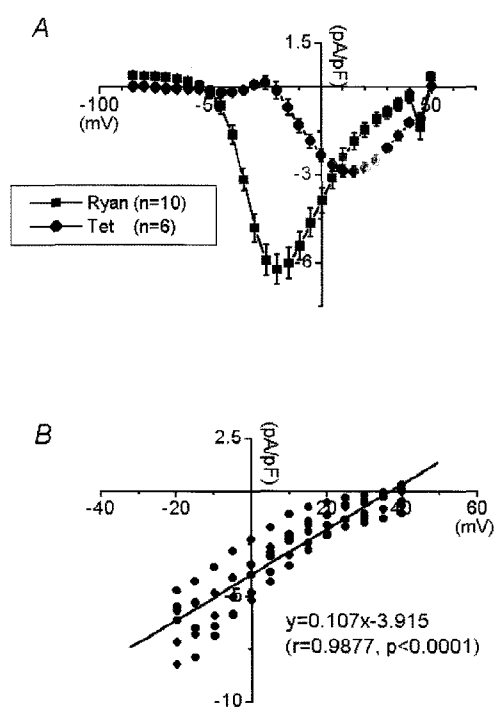 A
1.5
(pA/pF)
-100
-5
50
(mV)
-3
-6
Ryan (n=10)
Tet (n=6)
B
2.5
(pA/pF)
-40
-20
20
40
60
(mV)
y=0.107x-3.915
(r=0.9877, p<0.0001)
-10